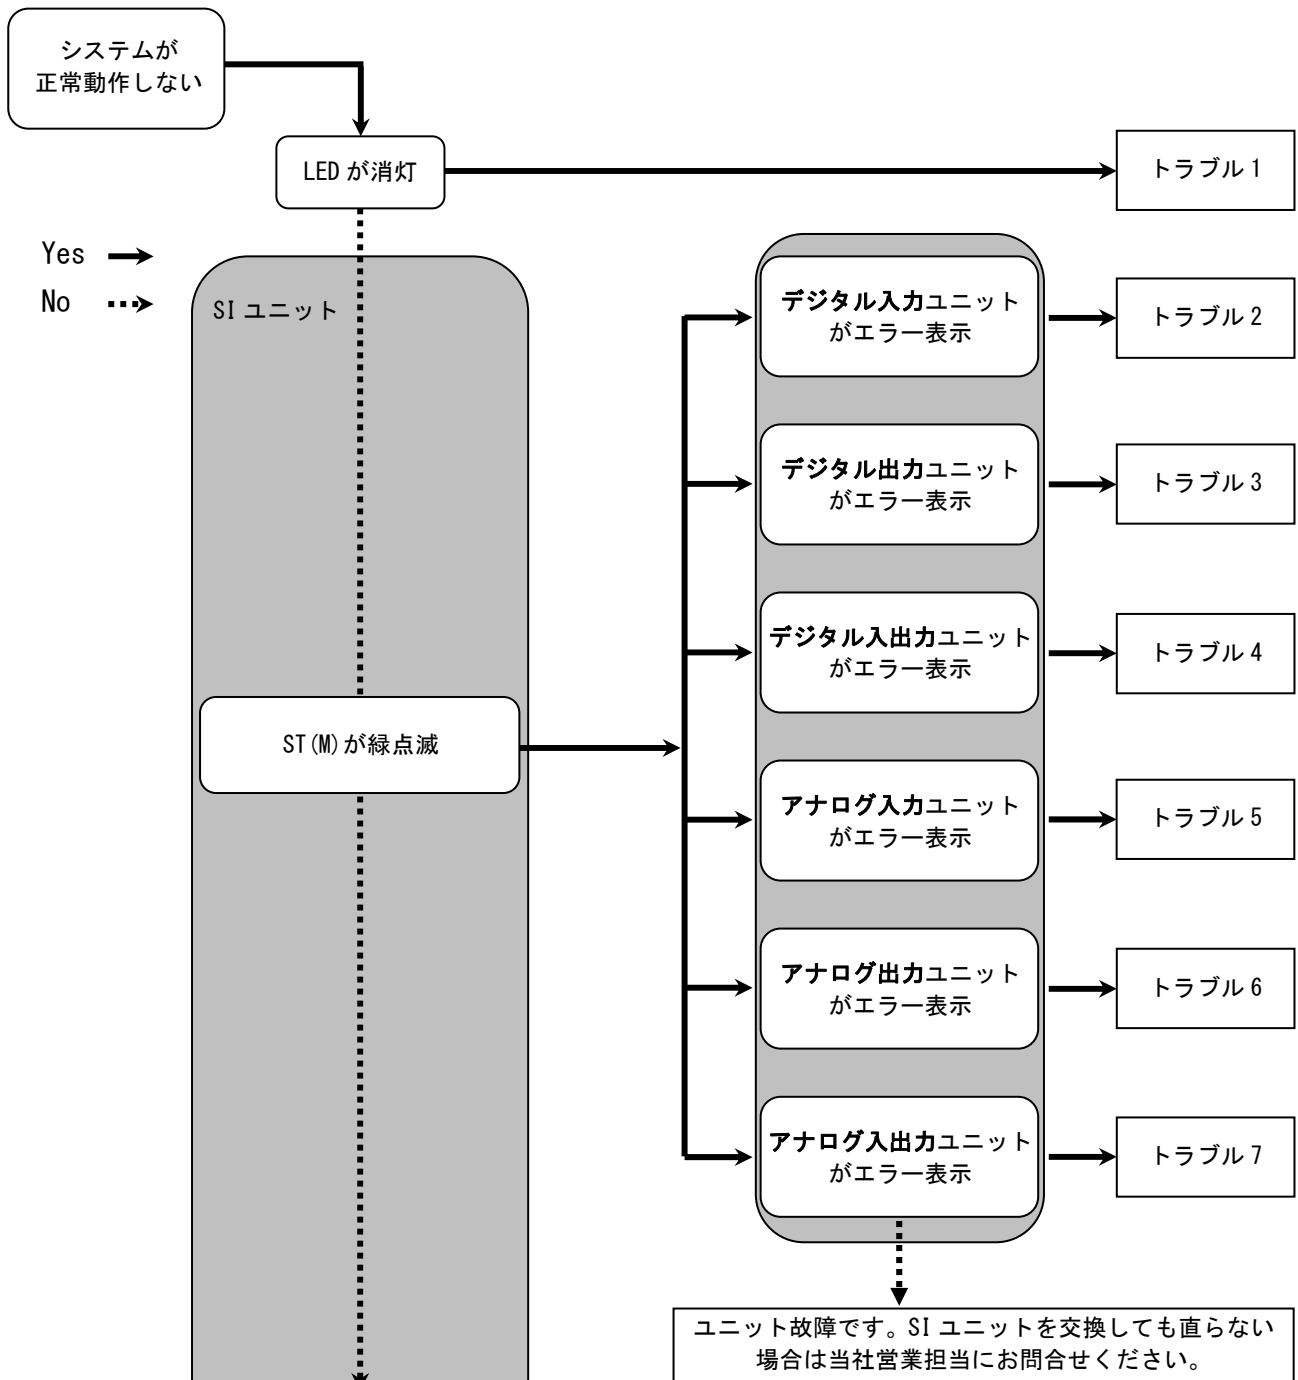 システムが
正常動作しない
LED が消灯
トラブル 1
Yes
No
SI ユニット
デジタル入力ユニット
がエラー表示
トラブル 2
デジタル出力ユニット
がエラー表示
トラブル 3
デジタル入出力ユニット
がエラー表示
トラブル 4
ST(M)が緑点滅
アナログ入力ユニット
がエラー表示
トラブル 5
アナログ出力ユニット
がエラー表示
トラブル 6
アナログ入出力ユニット
がエラー表示
トラブル 7
ユニット故障です。SI ユニットを交換しても直らない
場合は当社営業担当にお問合せください。